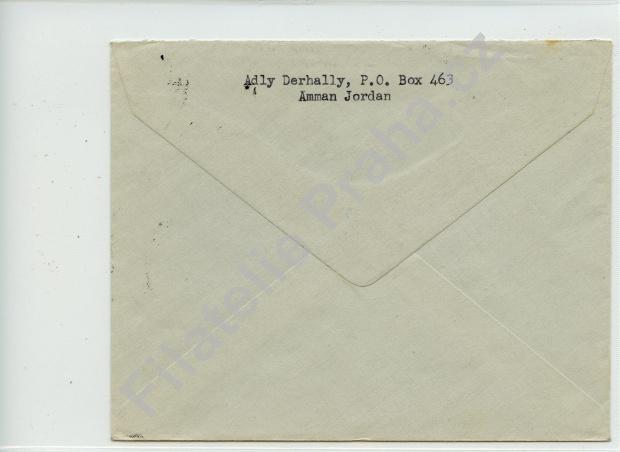 Adly Derhally, P.O. Box 463
Amman Jordan
Filatelie Praha.cz